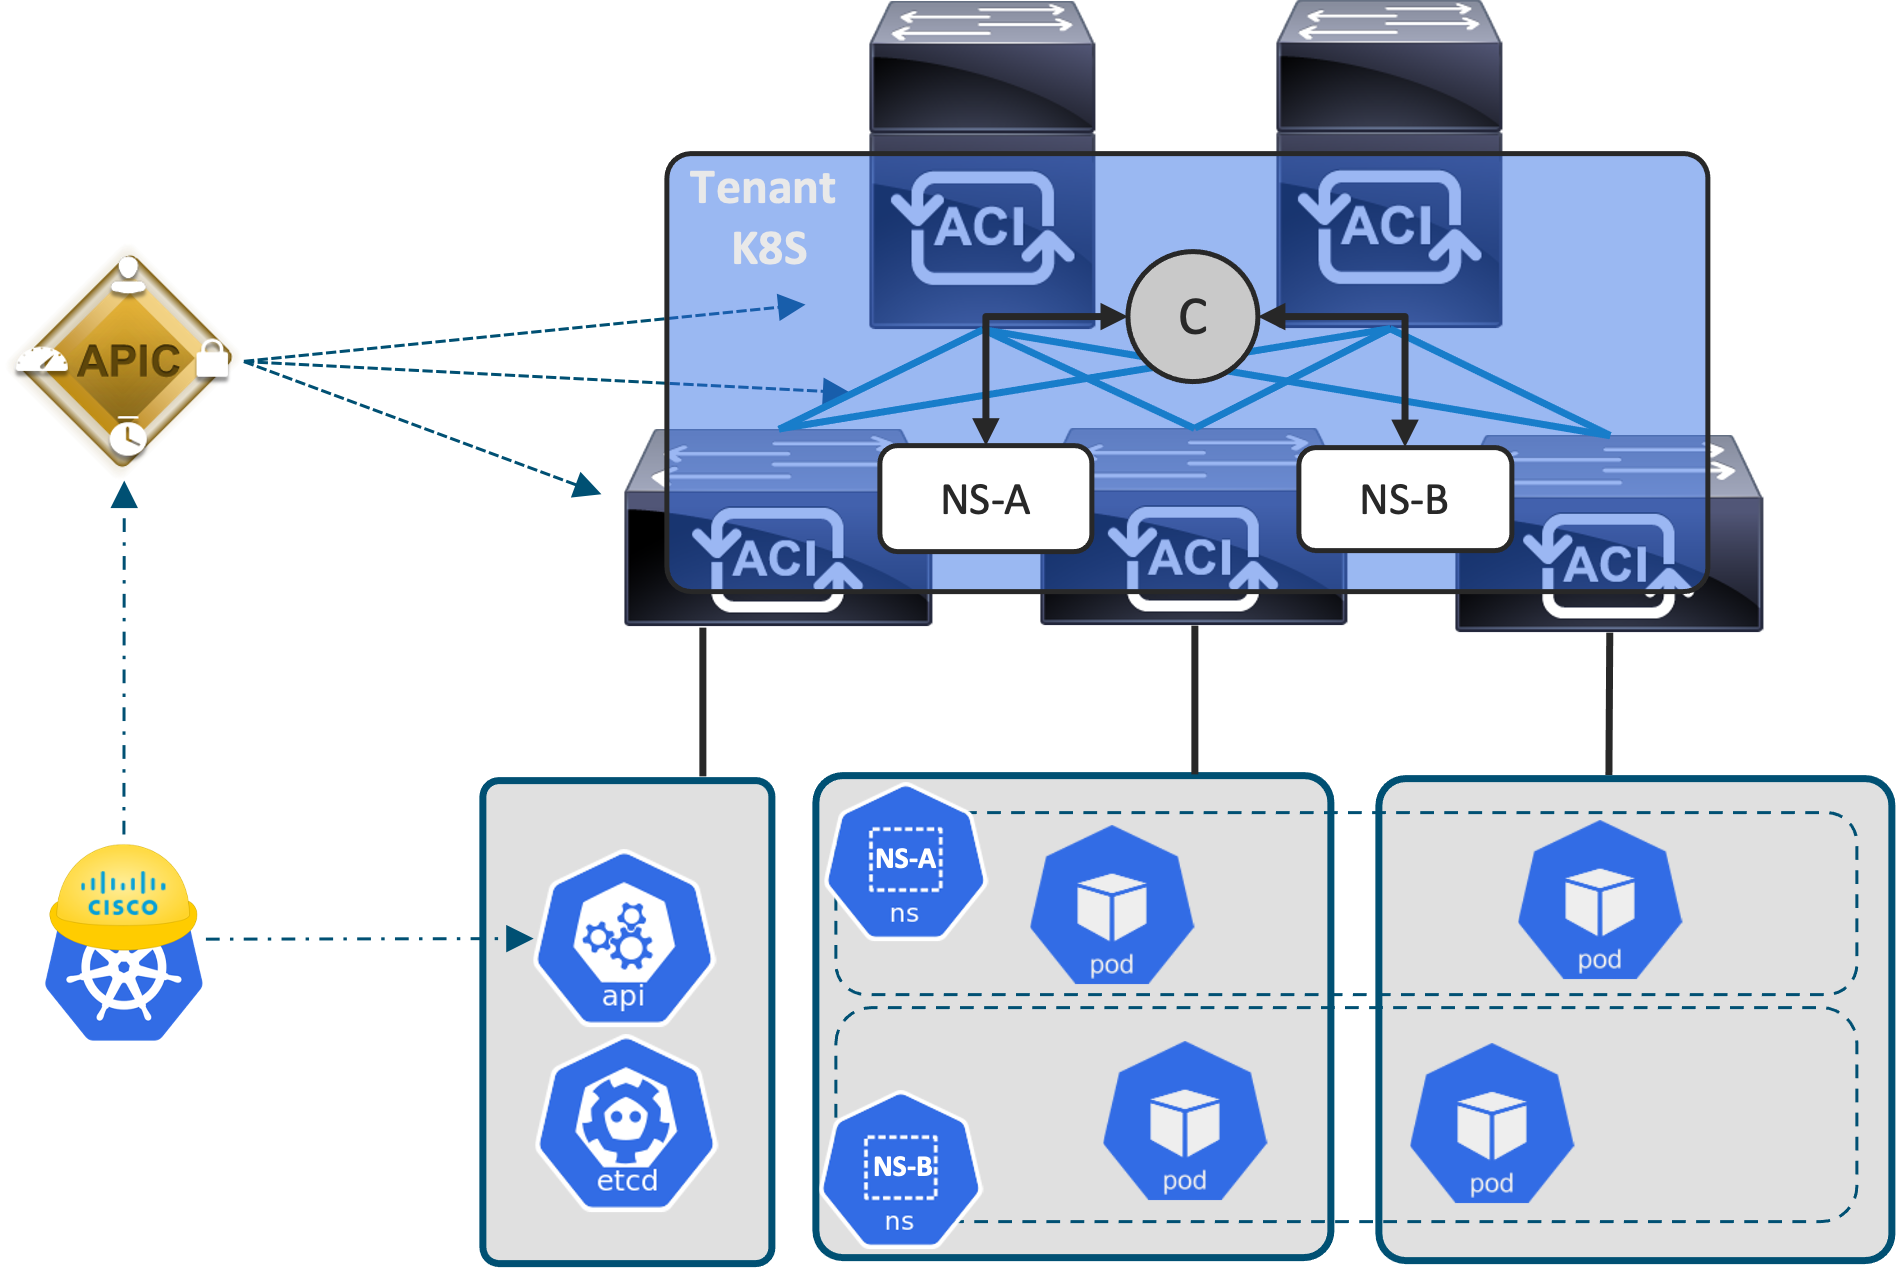 Tenant
K8S
ACI
ACI
C
APIC
NS-A
NS-B
ACI
ACI
ACI
CISCO
api
etcd
NS-A
ns
pod
pod
NS-B
ns
pod
pod